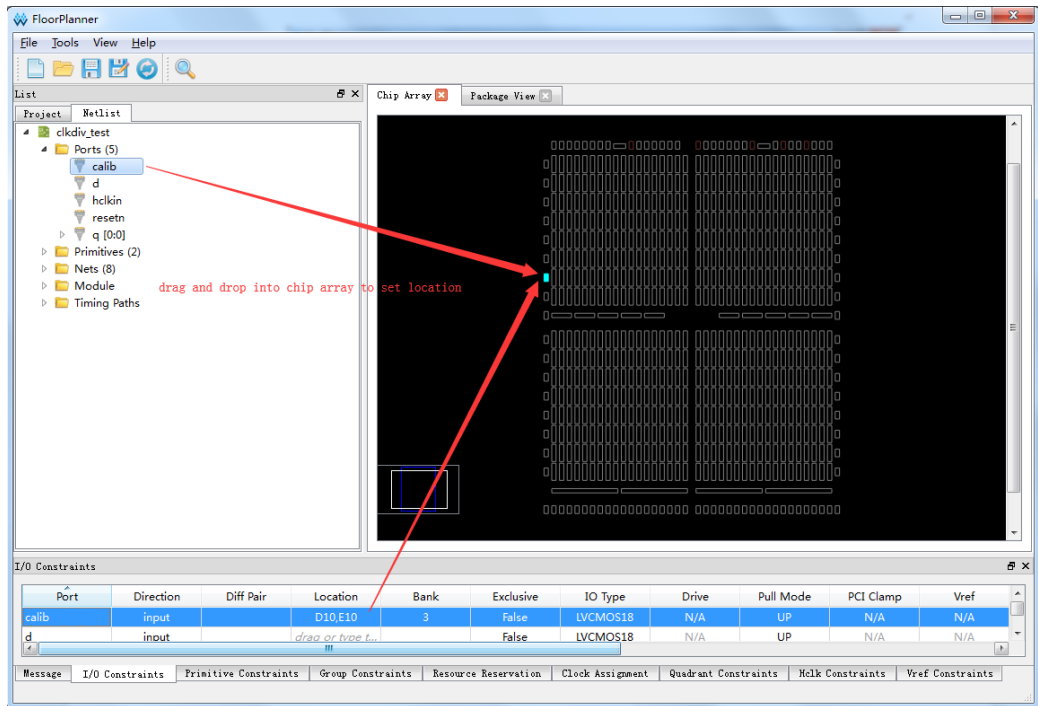 FloorPlanner
File Tools View Help
List
Chip Array Package View
Project Netlist
clkdiv_test
Ports (5)
calib
d
hclkin
resetn
q [0:0]
Primitives (2)
Nets (8)
Module
Timing Paths
drag and drop into chip array to set location
I/O Constraints
Port Direction Diff Pair Location Bank Exclusive IO Type Drive Pull Mode PCI Clamp Vref
calib input D10,E10 3 False LVCMOS18 N/A UP N/A N/A
d input drag or type t... False LVCMOS18 N/A UP N/A N/A
Message I/O Constraints Primitive Constraints Group Constraints Resource Reservation Clock Assignment Quadrant Constraints Hclk Constraints Vref Constraints